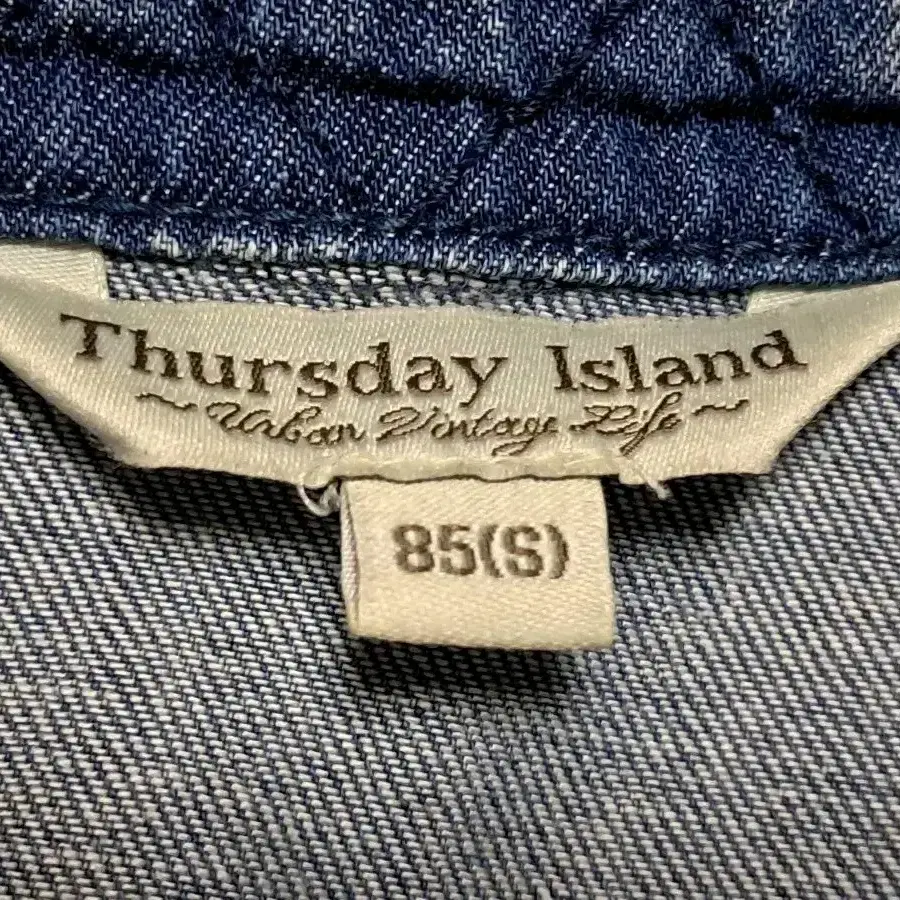 Thursday Island
~Urban Vintage Life~
85(S)